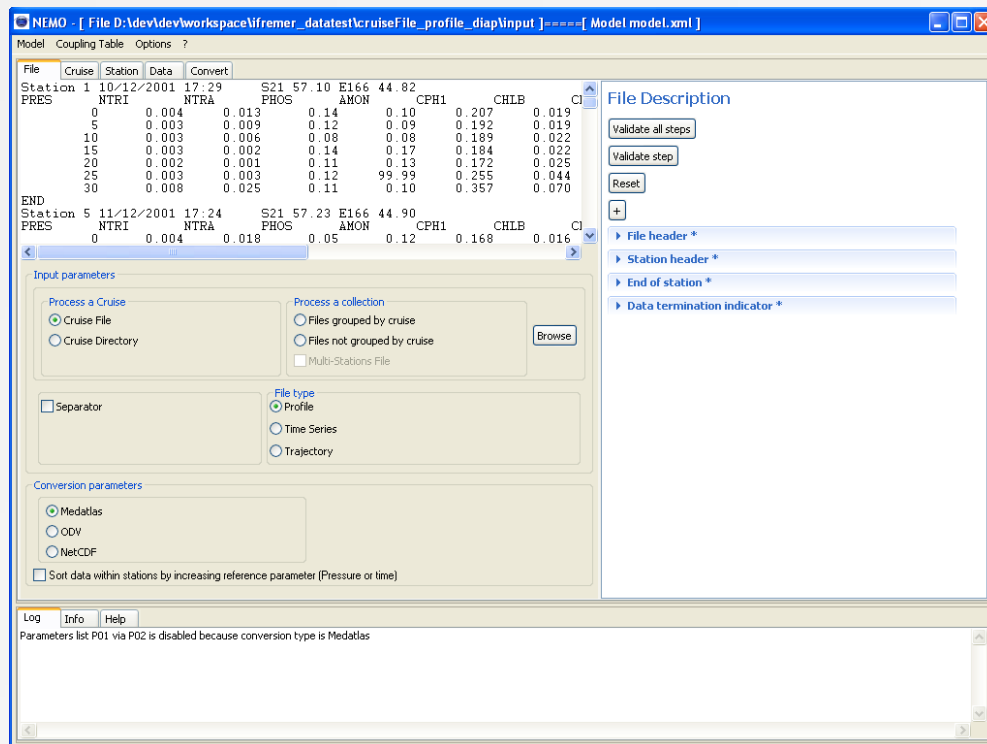 NEMO - [ File D:\dev\dev\workspace\ifremer_datatest\cruiseFile_profile_diap\input ]=====[ Model model.xml ]
Model Coupling Table Options ?
File Cruise Station Data Convert
Station 1 10/12/2001 17:29 S21 57.10 E166 44.82
PRES NTRI NTRA PHOS AMON CPH1 CHLB
0 0.004 0.013 0.14 0.10 0.207 0.019
5 0.003 0.009 0.12 0.09 0.192 0.019
10 0.003 0.006 0.08 0.08 0.189 0.022
15 0.003 0.002 0.14 0.17 0.184 0.022
20 0.002 0.001 0.11 0.13 0.172 0.025
25 0.003 0.003 0.12 99.99 0.255 0.044
30 0.008 0.025 0.11 0.10 0.357 0.070
END
Station 5 11/12/2001 17:24 S21 57.23 E166 44.90
PRES NTRI NTRA PHOS AMON CPH1 CHLB
0 0.004 0.018 0.05 0.12 0.168 0.016
Input parameters
Process a Cruise
Cruise File
Cruise Directory
Process a collection
Files grouped by cruise
Files not grouped by cruise
Multi-Stations File
Browse
Separator
File type
Profile
Time Series
Trajectory
Conversion parameters
Medatlas
ODV
NetCDF
Sort data within stations by increasing reference parameter (Pressure or time)
File Description
Validate all steps
Validate step
Reset
+
File header *
Station header *
End of station *
Data termination indicator *
Log Info Help
Parameters list P01 via P02 is disabled because conversion type is Medatlas